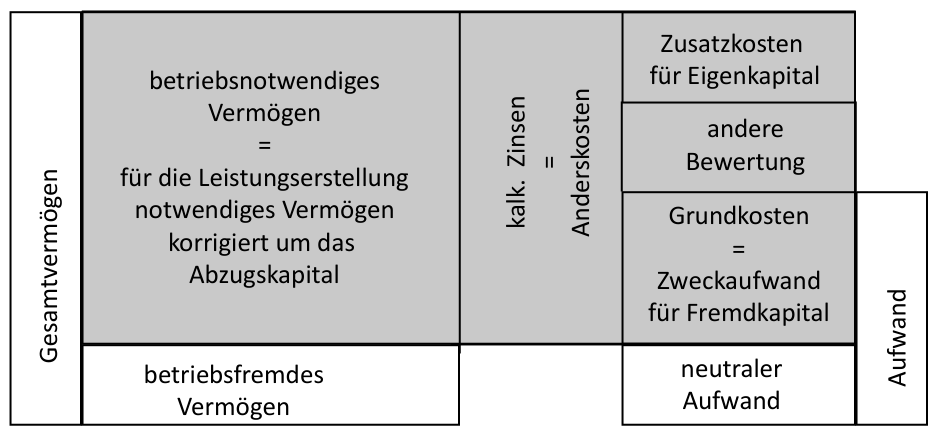 Gesamtvermögen
betriebsnotwendiges
Vermögen
=
für die Leistungserstellung
notwendiges Vermögen
korrigiert um das
Abzugskapital
betriebsfremdes
Vermögen
kalk. Zinsen
=
Anderskosten
Zusatzkosten
für Eigenkapital
andere
Bewertung
Grundkosten
=
Zweckaufwand
für Fremdkapital
neutraler
Aufwand
Aufwand